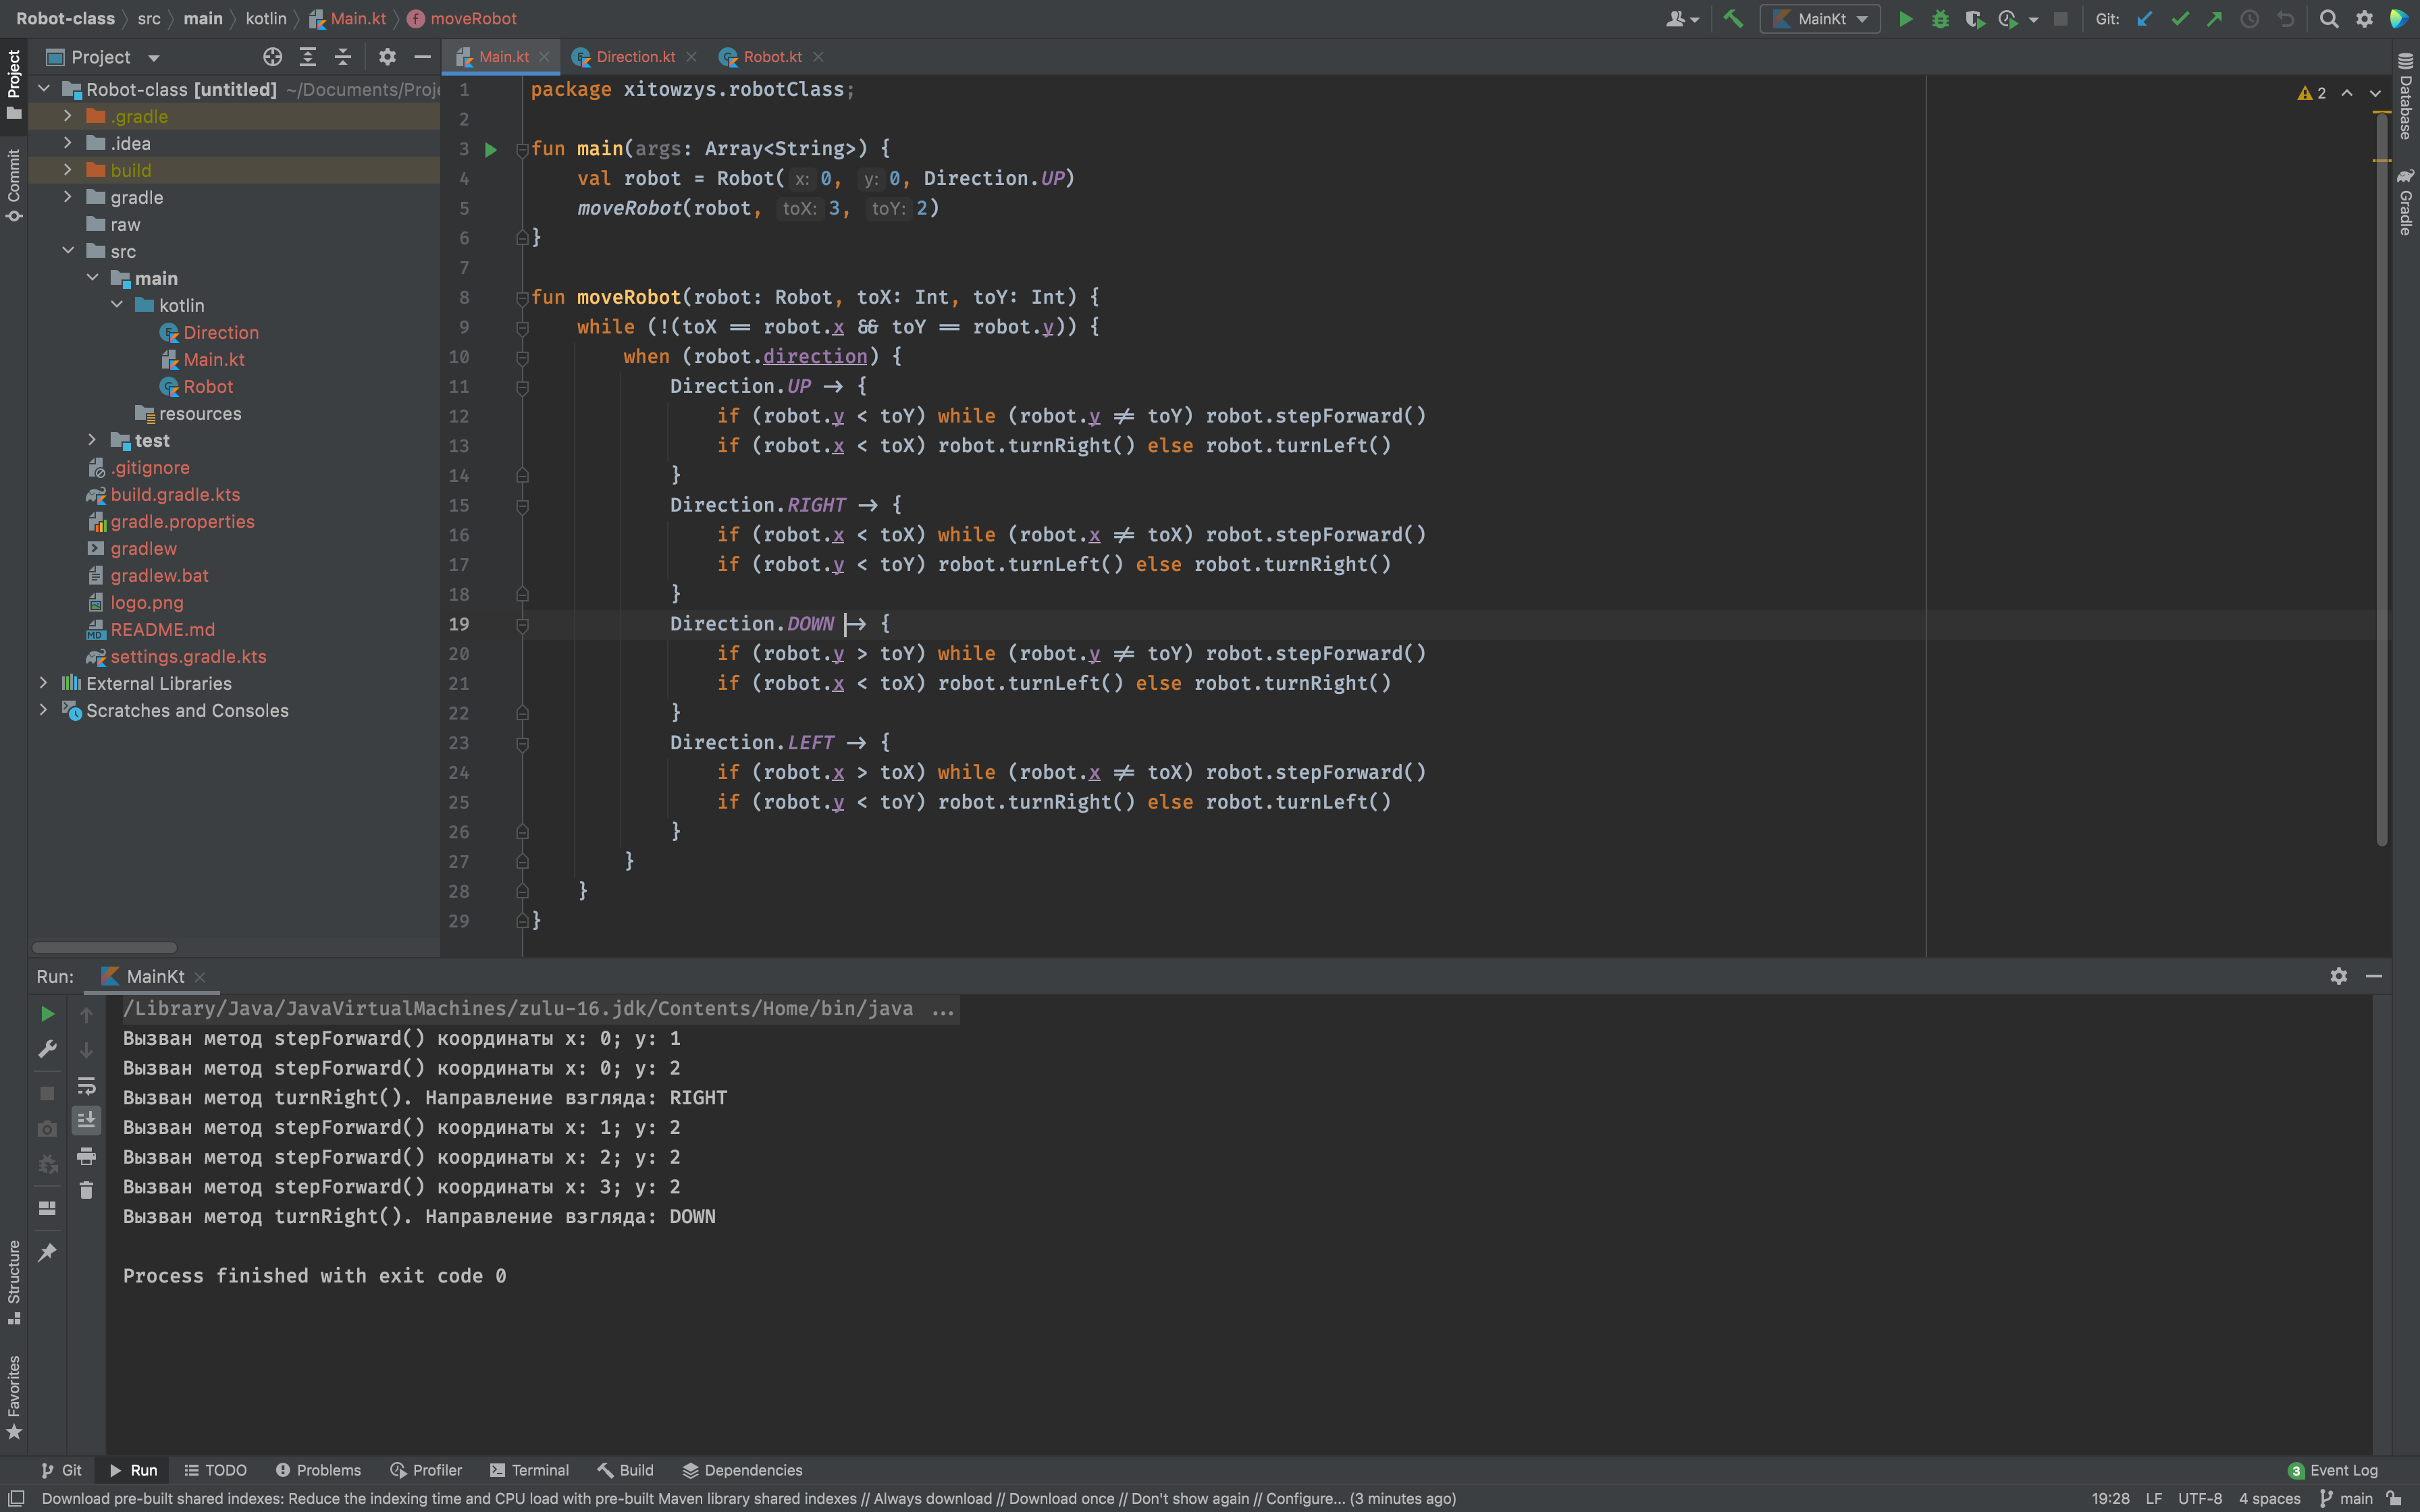 Robot-class src main kotlin Main.kt moveRobot MainKt Git:
Project
Main.kt Direction.kt Robot.kt
Project
Commit
Structure
Favorites
Database
Gradle
Robot-class [untitled] ~/Documents/Proje
.gradle
.idea
build
gradle
raw
src
main
kotlin
Direction
Main.kt
Robot
resources
test
.gitignore
build.gradle.kts
gradle.properties
gradlew
gradlew.bat
logo.png
README.md
settings.gradle.kts
External Libraries
Scratches and Consoles
2
1 package xitowzys.robotClass;
2
3 fun main(args: Array<String>) {
4 val robot = Robot( x: 0, y: 0, Direction.UP)
5 moveRobot(robot, toX: 3, toY: 2)
6 }
7
8 fun moveRobot(robot: Robot, toX: Int, toY: Int) {
9 while (!(toX == robot.x && toY == robot.y)) {
10 when (robot.direction) {
11 Direction.UP -> {
12 if (robot.y < toY) while (robot.y != toY) robot.stepForward()
13 if (robot.x < toX) robot.turnRight() else robot.turnLeft()
14 }
15 Direction.RIGHT -> {
16 if (robot.x < toX) while (robot.x != toX) robot.stepForward()
17 if (robot.y < toY) robot.turnLeft() else robot.turnRight()
18 }
19 Direction.DOWN -> {
20 if (robot.y > toY) while (robot.y != toY) robot.stepForward()
21 if (robot.x < toX) robot.turnLeft() else robot.turnRight()
22 }
23 Direction.LEFT -> {
24 if (robot.x > toX) while (robot.x != toX) robot.stepForward()
25 if (robot.y < toY) robot.turnRight() else robot.turnLeft()
26 }
27 }
28 }
29 }
Run: MainKt
/Library/Java/JavaVirtualMachines/zulu-16.jdk/Contents/Home/bin/java ...
Вызван метод stepForward() координаты x: 0; y: 1
Вызван метод stepForward() координаты x: 0; y: 2
Вызван метод turnRight(). Направление взгляда: RIGHT
Вызван метод stepForward() координаты x: 1; y: 2
Вызван метод stepForward() координаты x: 2; y: 2
Вызван метод stepForward() координаты x: 3; y: 2
Вызван метод turnRight(). Направление взгляда: DOWN
Process finished with exit code 0
Git Run TODO Problems Profiler Terminal Build Dependencies 3 Event Log
Download pre-built shared indexes: Reduce the indexing time and CPU load with pre-built Maven library shared indexes // Always download // Download once // Don't show again // Configure... (3 minutes ago) 19:28 LF UTF-8 4 spaces main